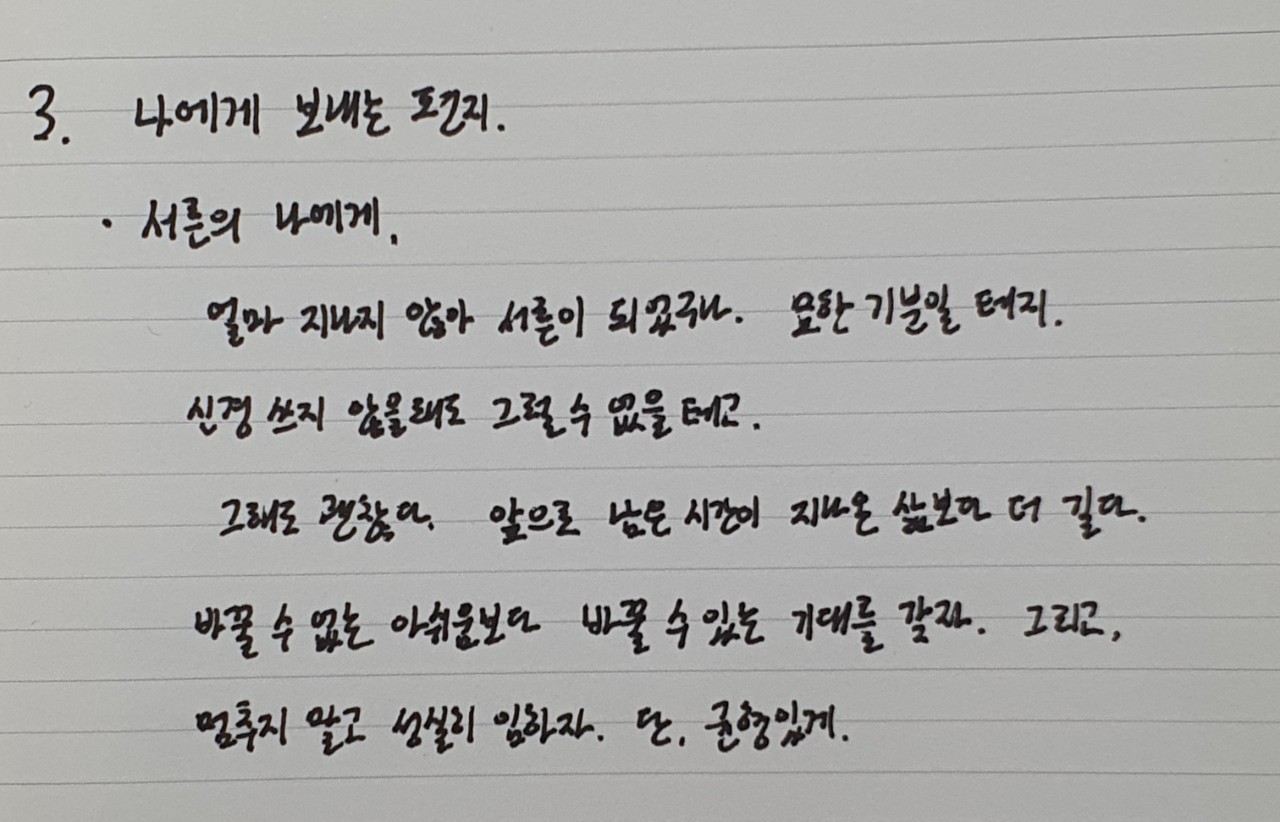 3. 나에게 보내는 편지.
· 서른의 나에게,
얼마 지나지 않아 서른이 되었구나. 묘한 기분일 테지.
신경 쓰지 않을래도 그럴 수 없을 테고.
그래도 괜찮다. 앞으로 남은 시간이 지나온 삶보다 더 길다.
바꿀 수 없는 아쉬움보다 바꿀 수 있는 기대를 갖자. 그리고,
멈추지 말고 성실히 임하자. 단, 균형있게.